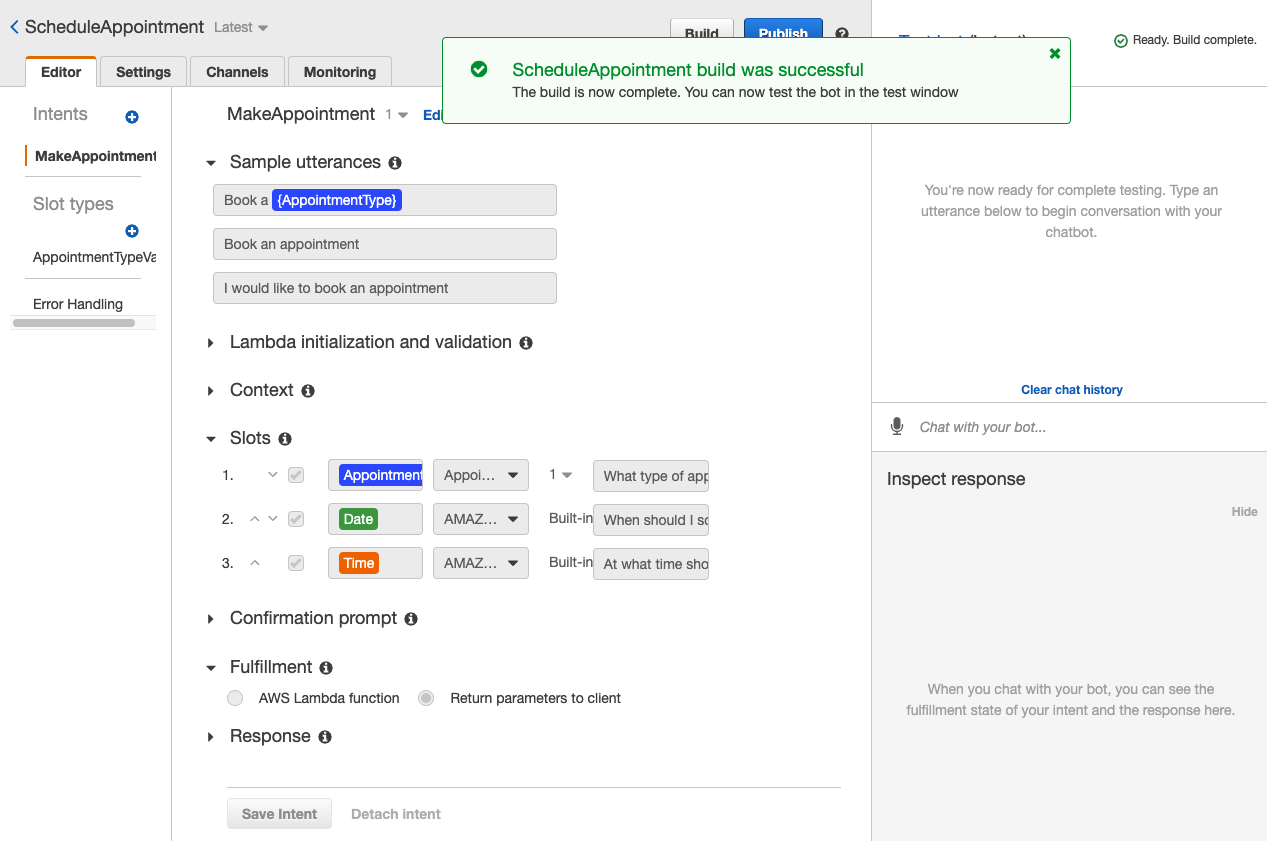 ScheduleAppointment Latest
Build Publish
Ready. Build complete.
Editor Settings Channels Monitoring
ScheduleAppointment build was successful
The build is now complete. You can now test the bot in the test window
Intents
MakeAppointment
Slot types
AppointmentTypeVa
Error Handling
MakeAppointment 1
Sample utterances
Book a {AppointmentType}
Book an appointment
I would like to book an appointment
Lambda initialization and validation
Context
Slots
1. Appointment Appoi... 1 What type of app
2. Date AMAZ... Built-in When should I sc
3. Time AMAZ... Built-in At what time sho
Confirmation prompt
Fulfillment
AWS Lambda function Return parameters to client
Response
Save Intent Detach intent
You're now ready for complete testing. Type an
utterance below to begin conversation with your
chatbot.
Clear chat history
Chat with your bot...
Inspect response
Hide
When you chat with your bot, you can see the
fulfillment state of your intent and the response here.